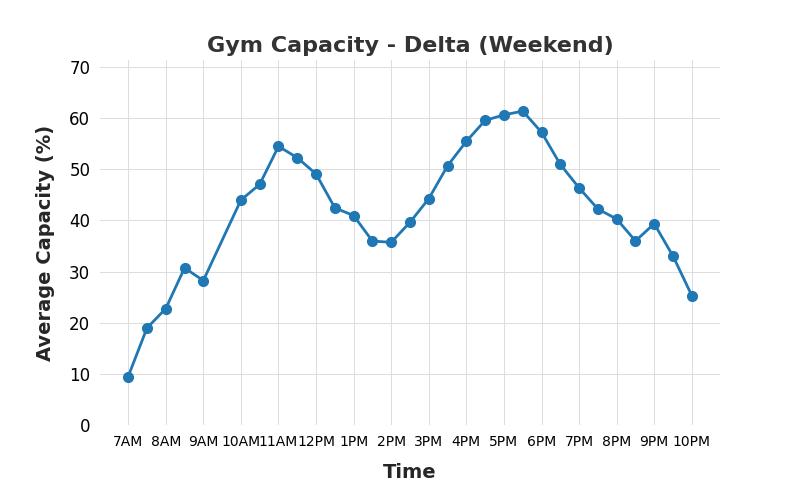 Gym Capacity - Delta (Weekend)
70
60
50
40
30
20
10
0
Average Capacity (%)
7AM 8AM 9AM 10AM 11AM 12PM 1PM 2PM 3PM 4PM 5PM 6PM 7PM 8PM 9PM 10PM
Time